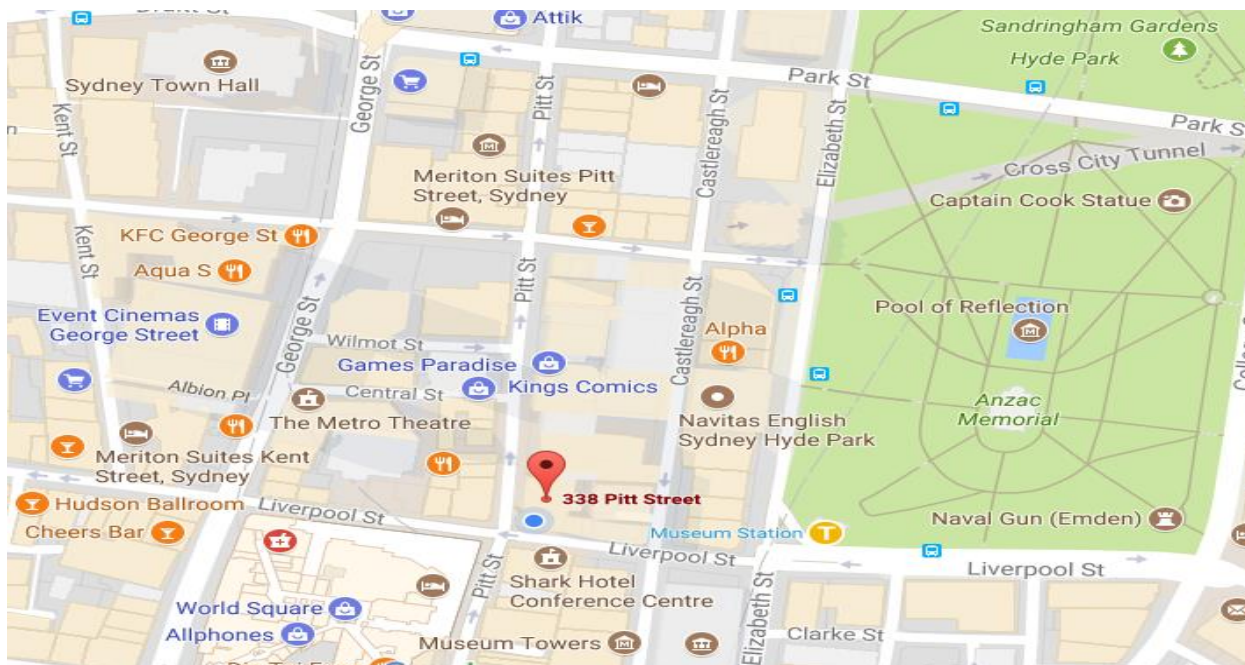 Attik
Sandringham Gardens
Hyde Park
Sydney Town Hall
Kent St
George St
Pitt St
Park St
Castlereagh St
Elizabeth St
Park St
Cross City Tunnel
Meriton Suites Pitt
Street, Sydney
Captain Cook Statue
KFC George St
Aqua S
Kent St
Pitt St
Event Cinemas
George Street
George St
Castlereagh St
Pool of Reflection
Wilmot St
Alpha
Games Paradise
Kings Comics
Albion Pl
Central St
The Metro Theatre
Navitas English
Sydney Hyde Park
Anzac
Memorial
Meriton Suites Kent
Street, Sydney
338 Pitt Street
Hudson Ballroom
Liverpool St
Cheers Bar
Museum Station
Naval Gun (Emden)
Liverpool St
Liverpool St
Pitt St
Shark Hotel
Conference Centre
Elizabeth St
World Square
Allphones
Museum Towers
Clarke St